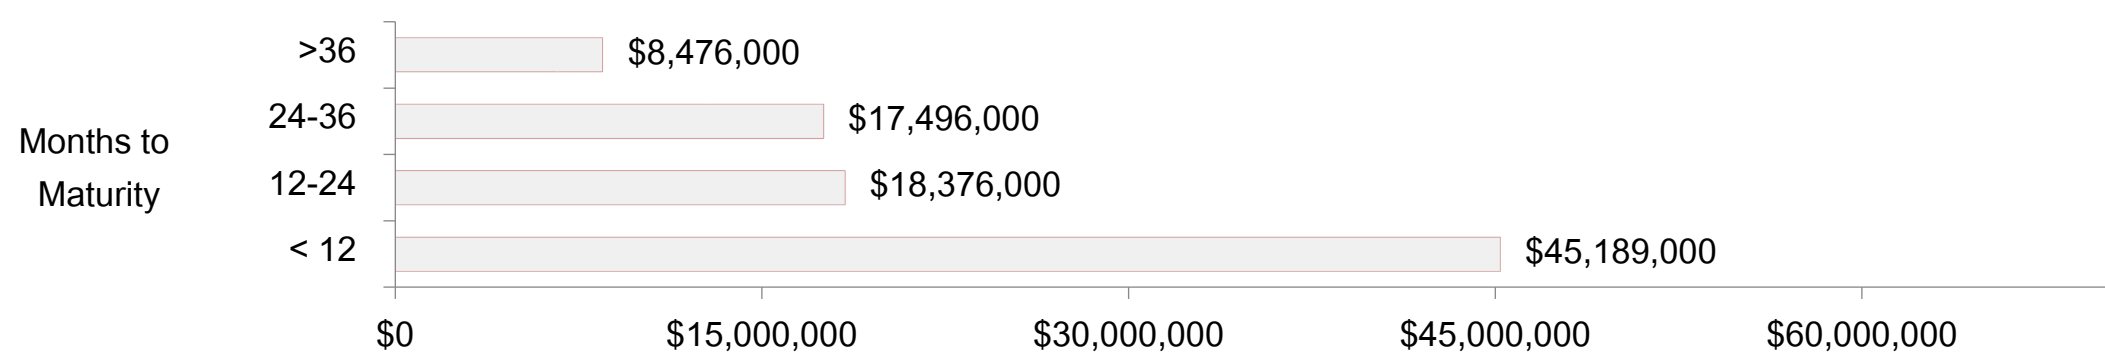 >36 $8,476,000
24-36 $17,496,000
Months to
Maturity
12-24 $18,376,000
< 12 $45,189,000
$0 $15,000,000 $30,000,000 $45,000,000 $60,000,000